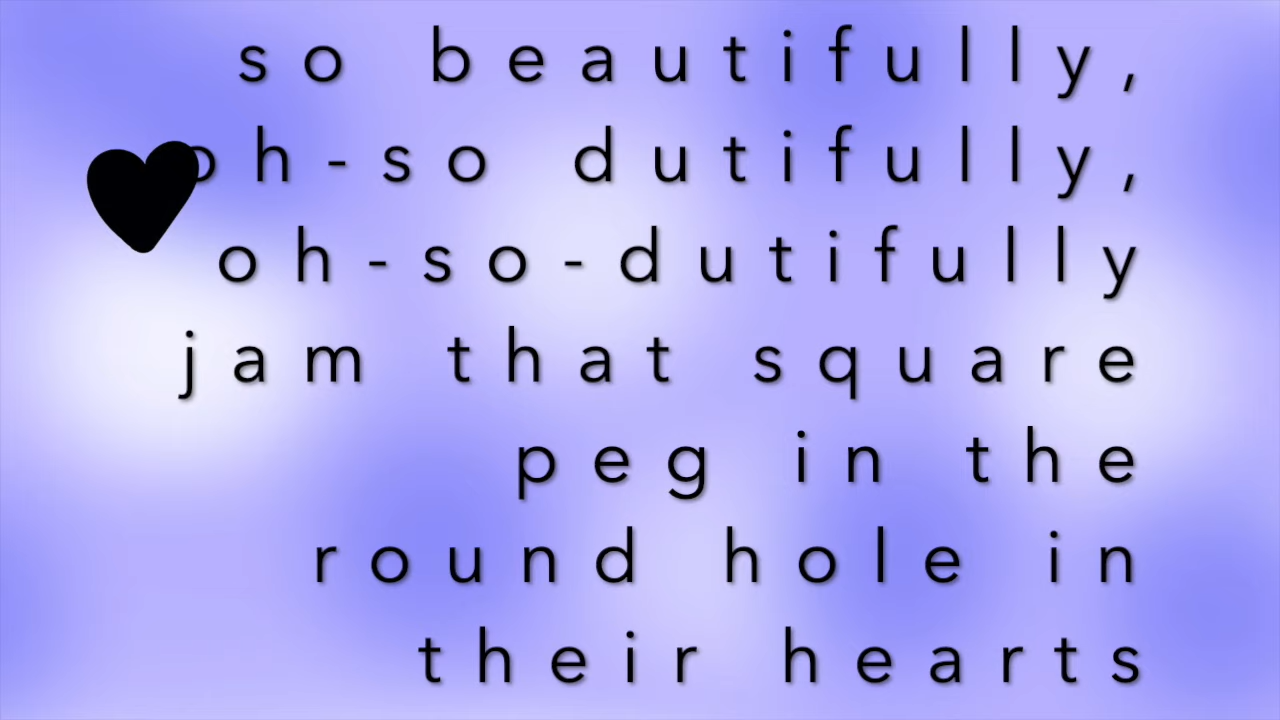 so beautifully,
oh-so dutifully,
oh-so-dutifully
jam that square
peg in the
round hole in
their hearts